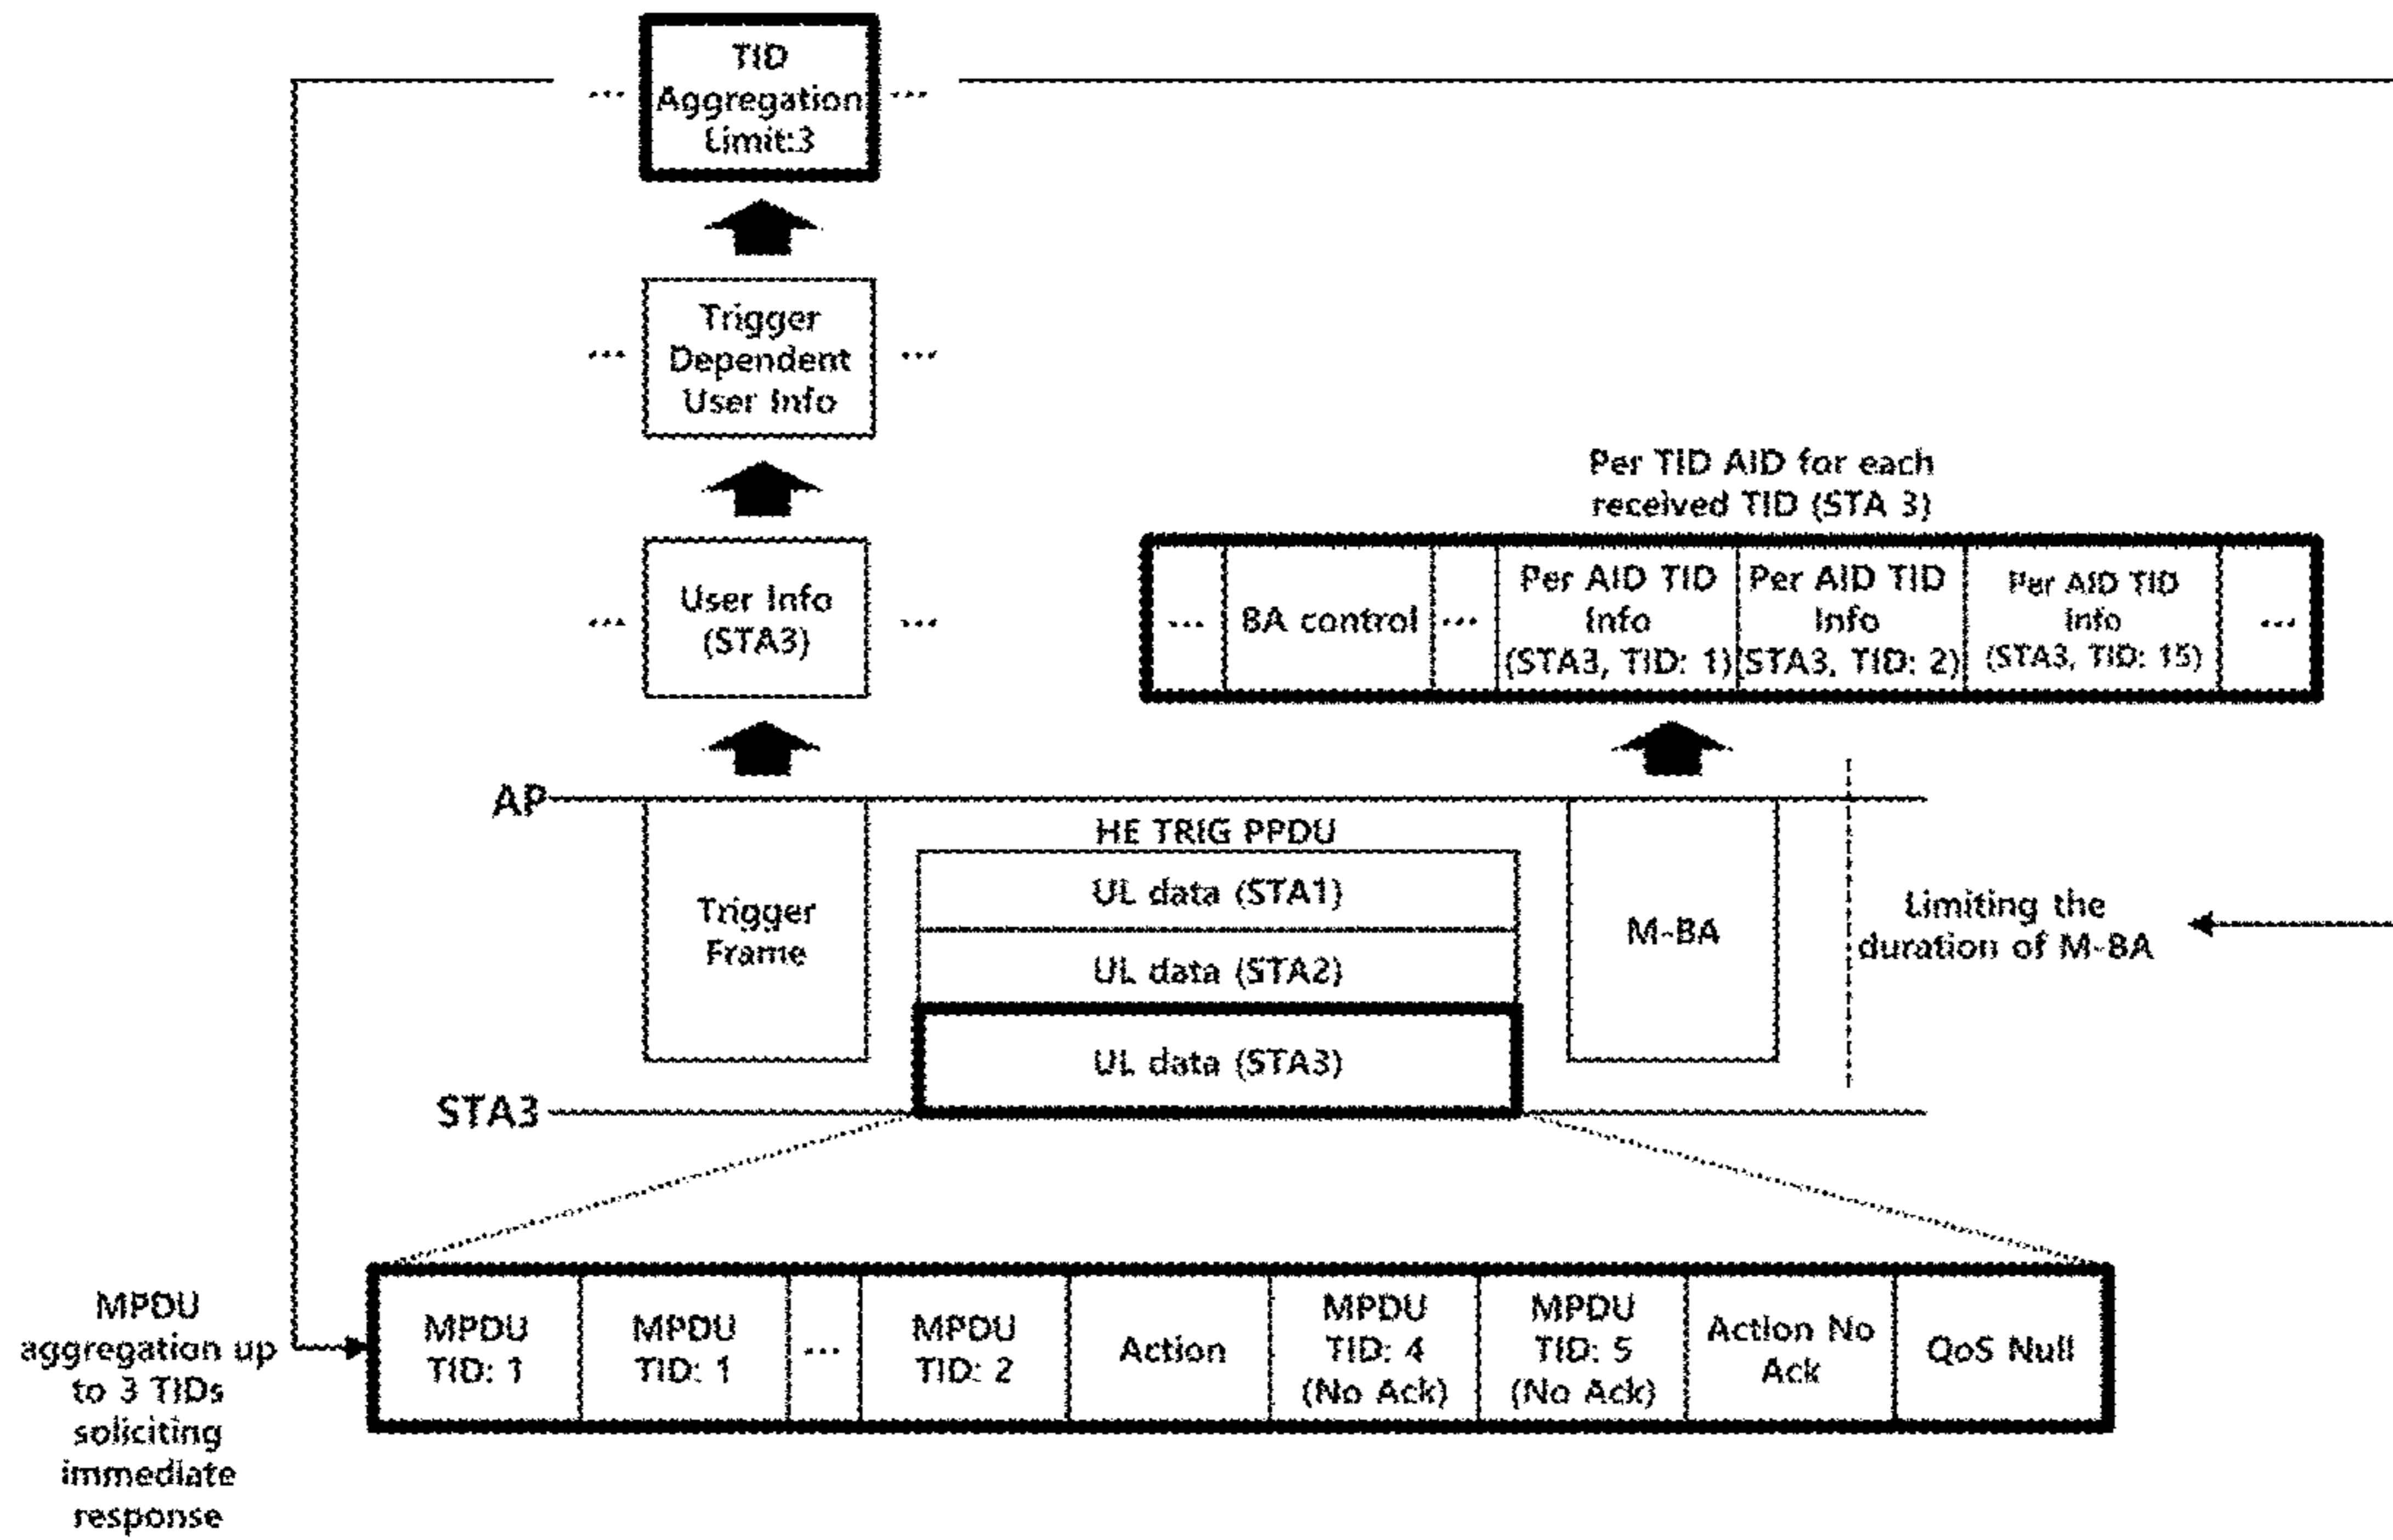 TID
Aggregation
Limit:3
... ...
Trigger
Dependent
User Info
... ...
Per TID AID for each
received TID (STA 3)
User Info
(STA3)
... ...
...
BA control
...
Per AID TID
Info
(STA3, TID: 1)
Per AID TID
Info
(STA3, TID: 2)
Per AID TID
Info
(STA3, TID: 15)
...
AP
HE TRIG PPDU
Trigger
Frame
UL data (STA1)
UL data (STA2)
UL data (STA3)
M-BA
Limiting the
duration of M-BA
STA3
MPDU
aggregation up
to 3 TIDs
soliciting
immediate
response
MPDU
TID: 1
MPDU
TID: 1
...
MPDU
TID: 2
Action
MPDU
TID: 4
(No Ack)
MPDU
TID: 5
(No Ack)
Action No
Ack
QoS Null